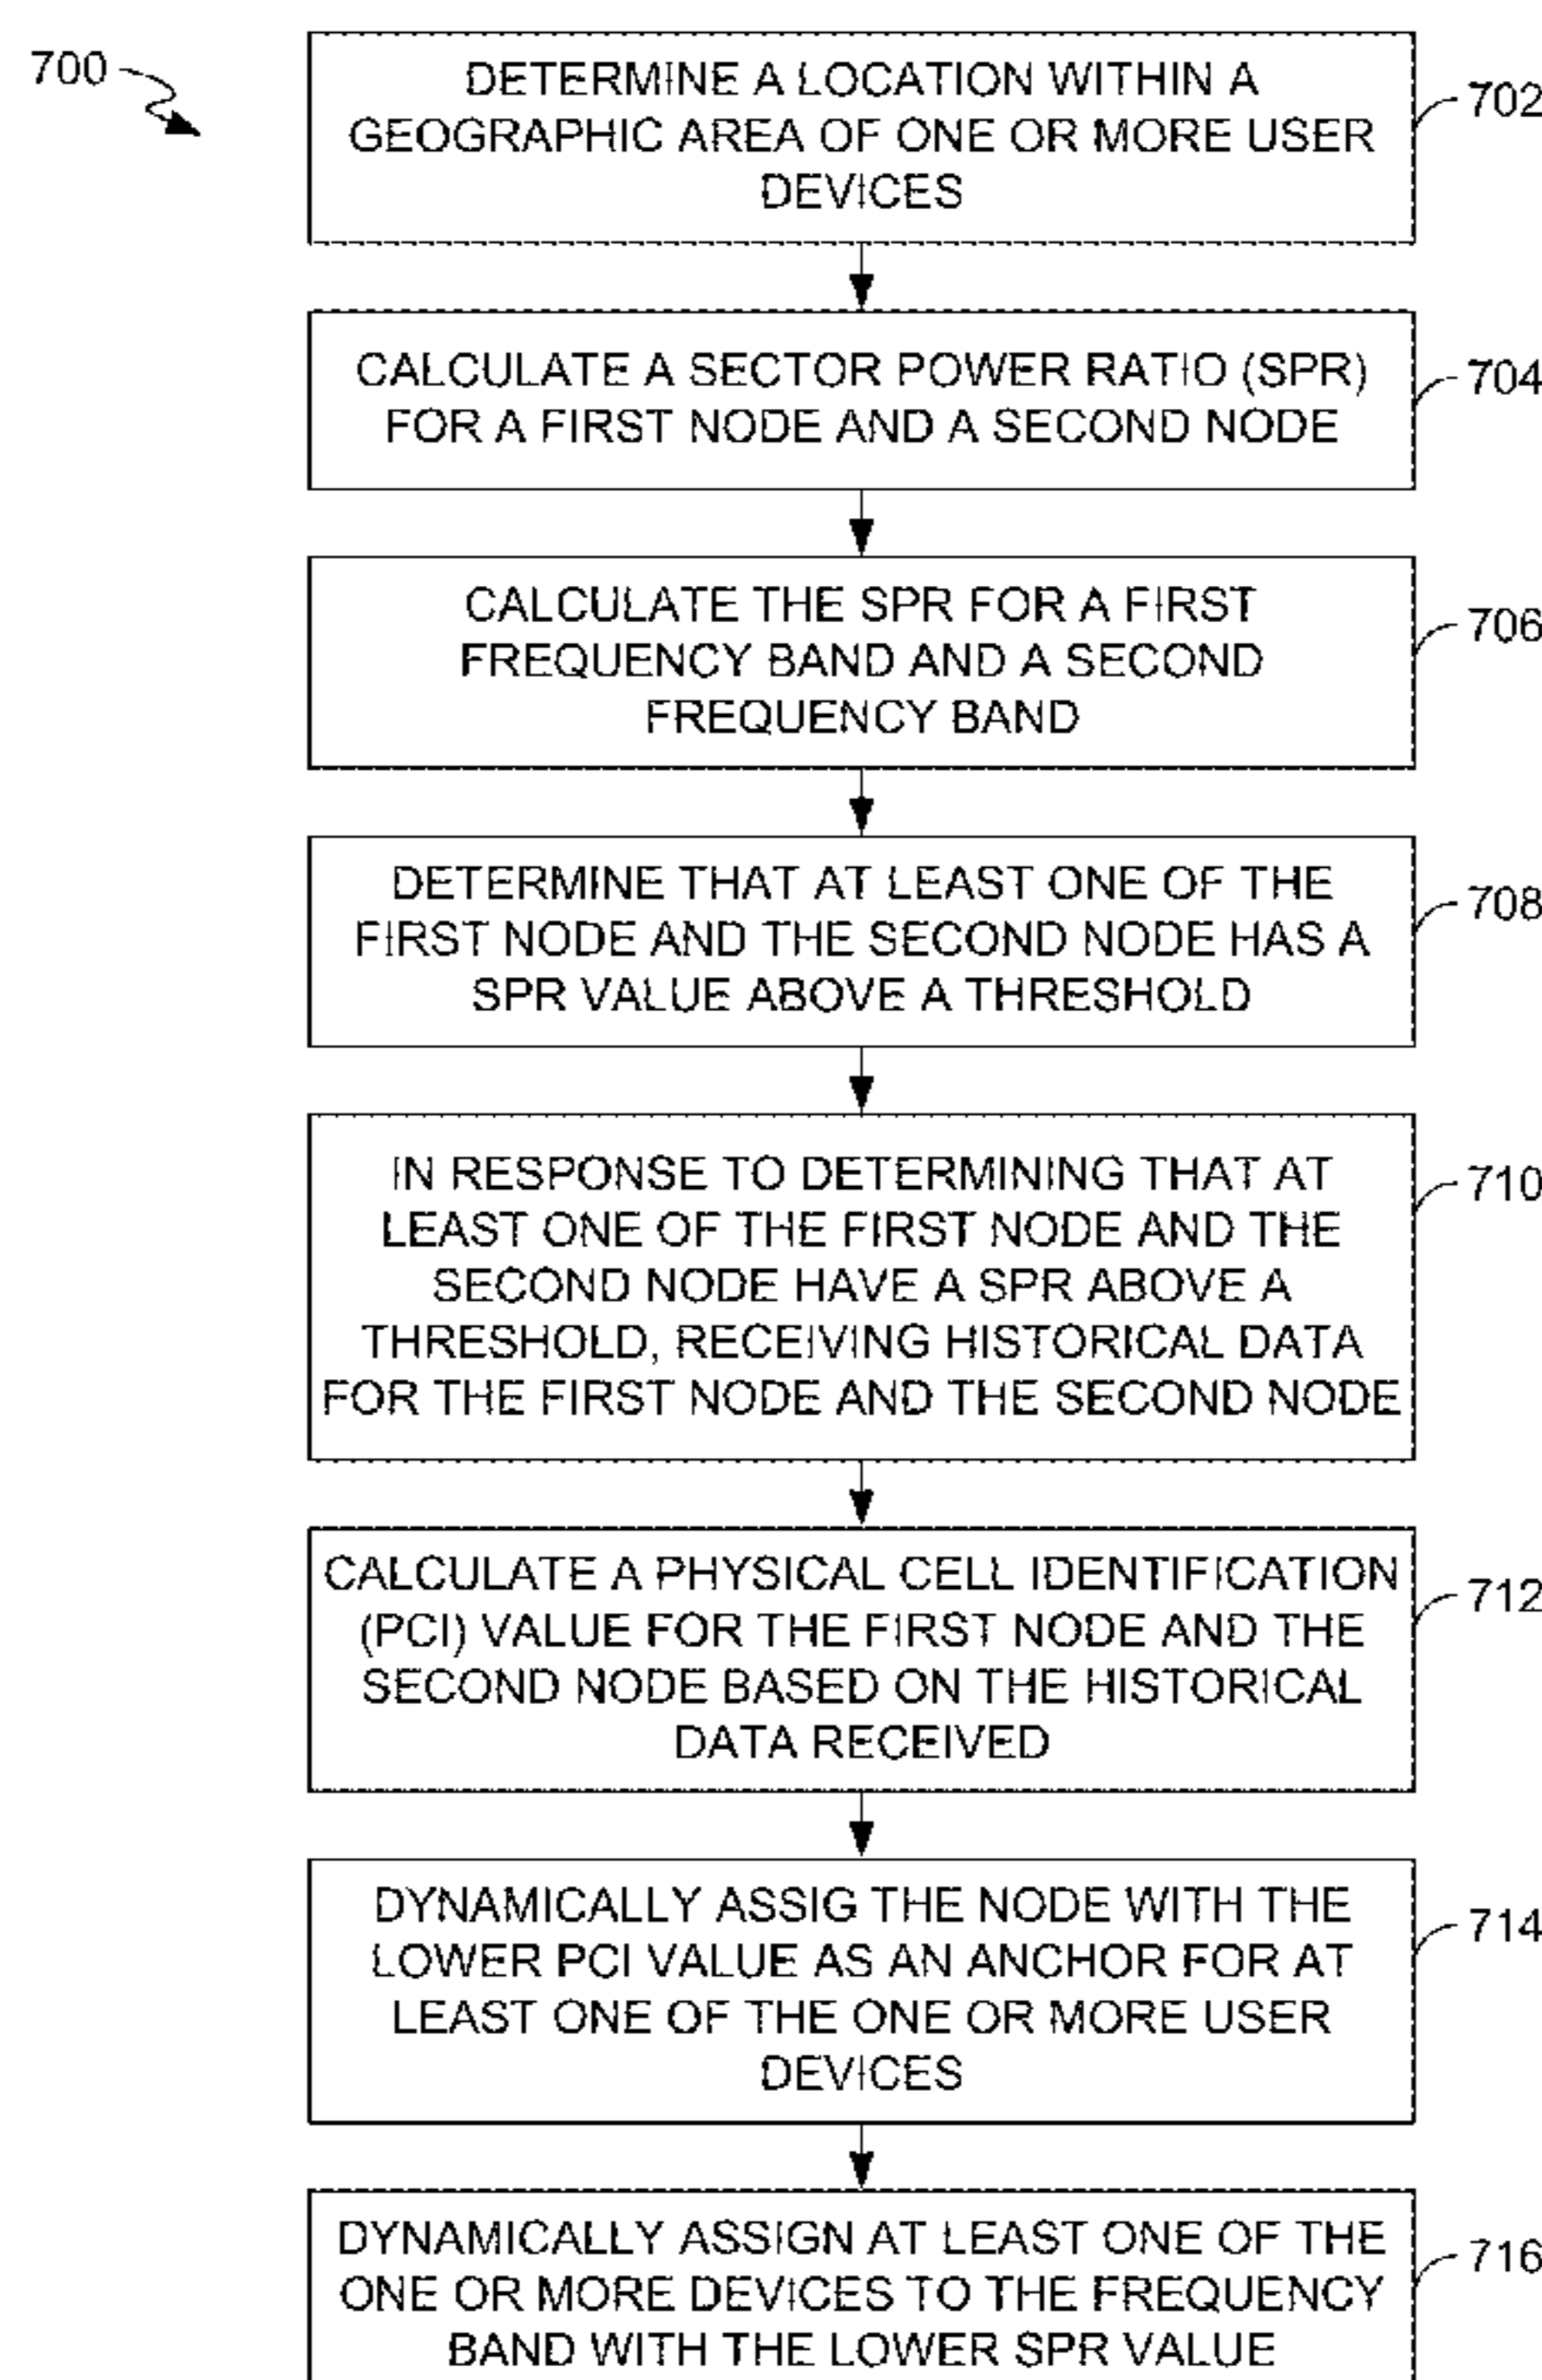 700
DETERMINE A LOCATION WITHIN A
GEOGRAPHIC AREA OF ONE OR MORE USER
DEVICES
702
CALCULATE A SECTOR POWER RATIO (SPR)
FOR A FIRST NODE AND A SECOND NODE
704
CALCULATE THE SPR FOR A FIRST
FREQUENCY BAND AND A SECOND
FREQUENCY BAND
706
DETERMINE THAT AT LEAST ONE OF THE
FIRST NODE AND THE SECOND NODE HAS A
SPR VALUE ABOVE A THRESHOLD
708
IN RESPONSE TO DETERMINING THAT AT
LEAST ONE OF THE FIRST NODE AND THE
SECOND NODE HAVE A SPR ABOVE A
THRESHOLD, RECEIVING HISTORICAL DATA
FOR THE FIRST NODE AND THE SECOND NODE
710
CALCULATE A PHYSICAL CELL IDENTIFICATION
(PCI) VALUE FOR THE FIRST NODE AND THE
SECOND NODE BASED ON THE HISTORICAL
DATA RECEIVED
712
DYNAMICALLY ASSIG THE NODE WITH THE
LOWER PCI VALUE AS AN ANCHOR FOR AT
LEAST ONE OF THE ONE OR MORE USER
DEVICES
714
DYNAMICALLY ASSIGN AT LEAST ONE OF THE
ONE OR MORE DEVICES TO THE FREQUENCY
BAND WITH THE LOWER SPR VALUE
716